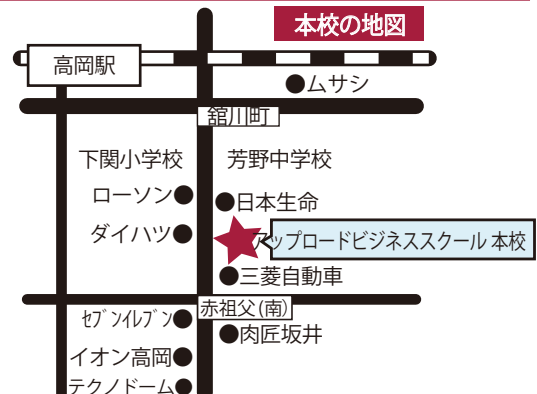 本校の地図
高岡駅
●ムサシ
舘川町
下関小学校
芳野中学校
ローソン●
●日本生命
ダイハツ●
アップロードビジネススクール 本校
●三菱自動車
赤祖父(南)
ｾﾌﾞﾝｲﾚﾌﾞﾝ●
●肉匠坂井
イオン高岡●
テクノドーム●